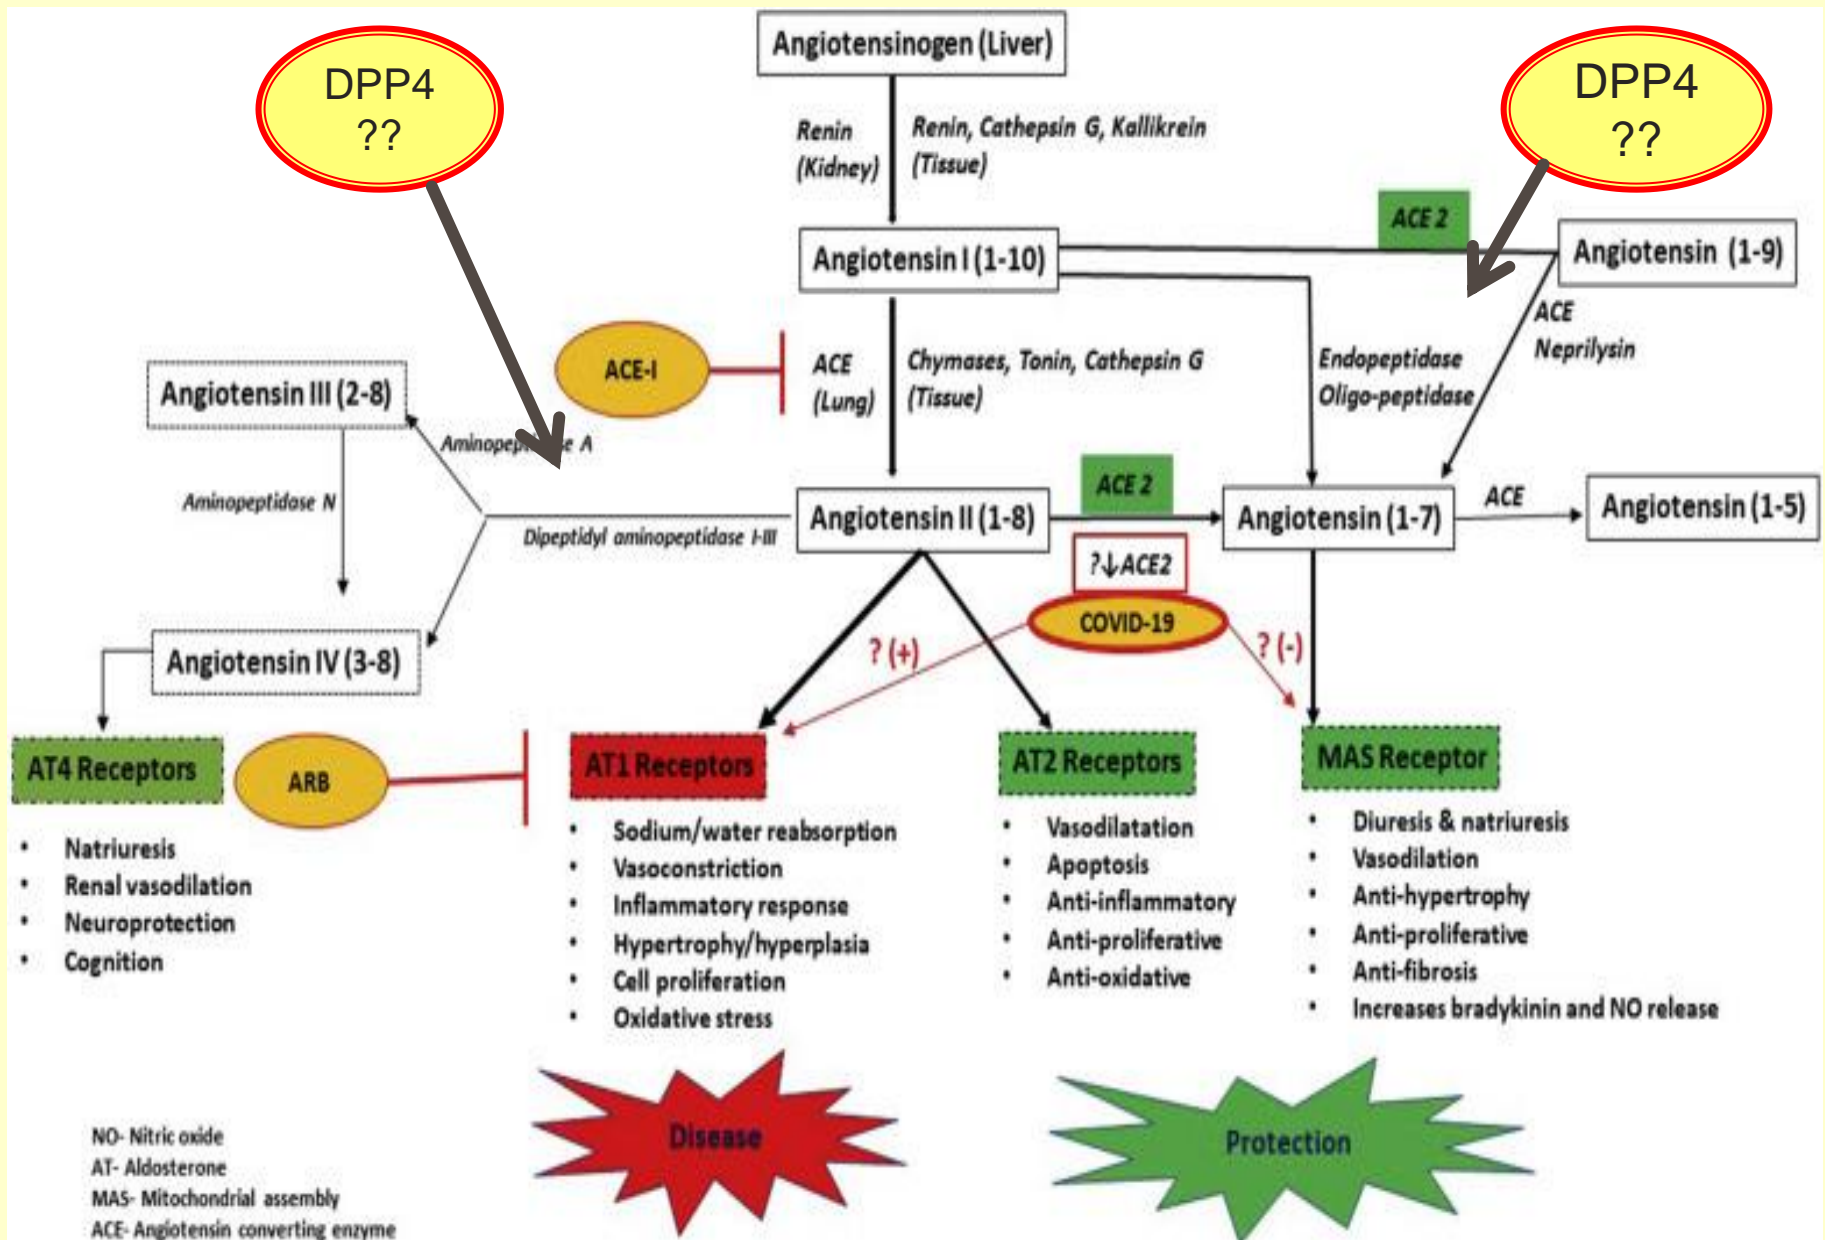 Angiotensinogen (Liver)
DPP4
??
DPP4
??
Renin
(Kidney)
Renin, Cathepsin G, Kallikrein
(Tissue)
ACE 2
Angiotensin I (1-10)
Angiotensin (1-9)
ACE
Neprilysin
ACE-I
ACE
(Lung)
Chymases, Tonin, Cathepsin G
(Tissue)
Endopeptidase
Oligo-peptidase
Angiotensin III (2-8)
Aminopeptidase A
Aminopeptidase N
Dipeptidyl aminopeptidase I-III
Angiotensin II (1-8)
ACE 2
Angiotensin (1-7)
ACE
Angiotensin (1-5)
?↓ACE2
COVID-19
? (+)
? (-)
Angiotensin IV (3-8)
AT4 Receptors
• Natriuresis
• Renal vasodilation
• Neuroprotection
• Cognition
ARB
AT1 Receptors
• Sodium/water reabsorption
• Vasoconstriction
• Inflammatory response
• Hypertrophy/hyperplasia
• Cell proliferation
• Oxidative stress
AT2 Receptors
• Vasodilatation
• Apoptosis
• Anti-inflammatory
• Anti-proliferative
• Anti-oxidative
MAS Receptor
• Diuresis & natriuresis
• Vasodilation
• Anti-hypertrophy
• Anti-proliferative
• Anti-fibrosis
• Increases bradykinin and NO release
Disease
Protection
NO- Nitric oxide
AT- Aldosterone
MAS- Mitochondrial assembly
ACE- Angiotensin converting enzyme